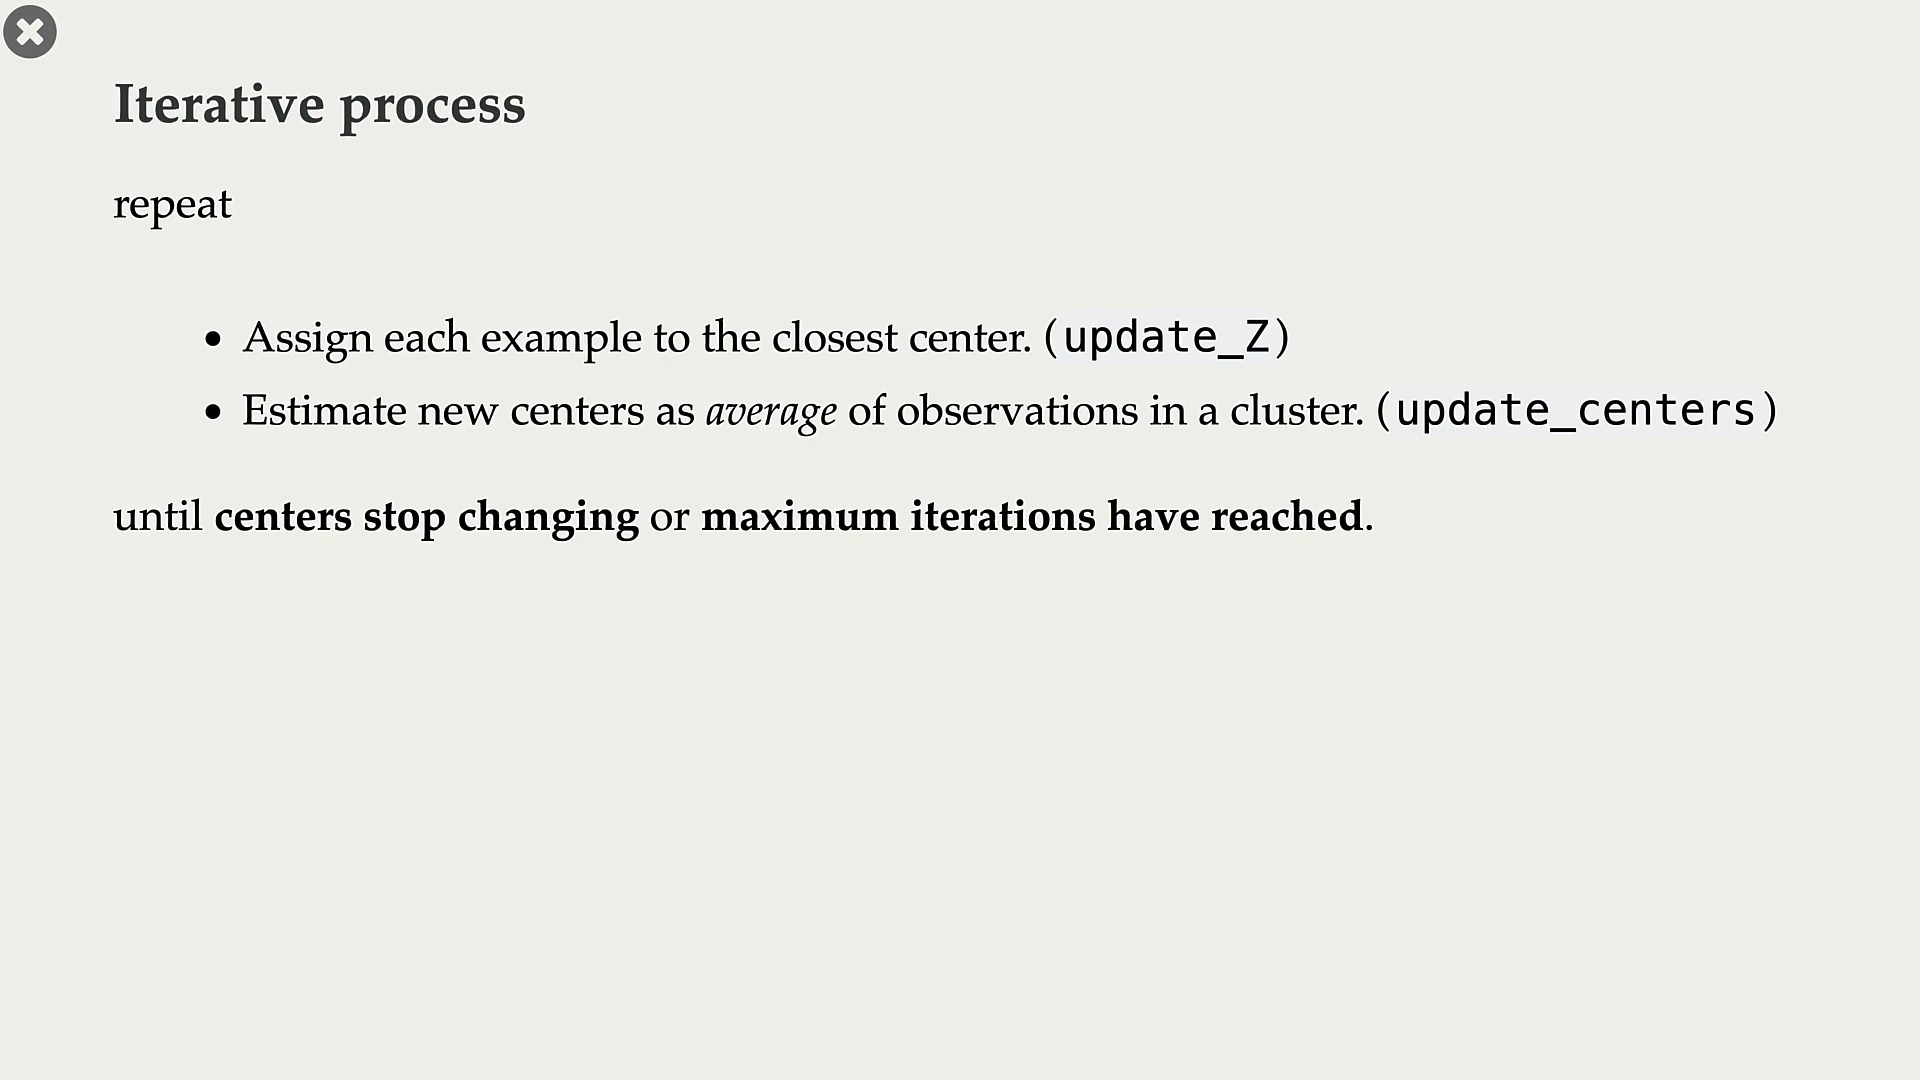 Iterative process
repeat
• Assign each example to the closest center. (update_Z)
• Estimate new centers as average of observations in a cluster. (update_centers)
until centers stop changing or maximum iterations have reached.